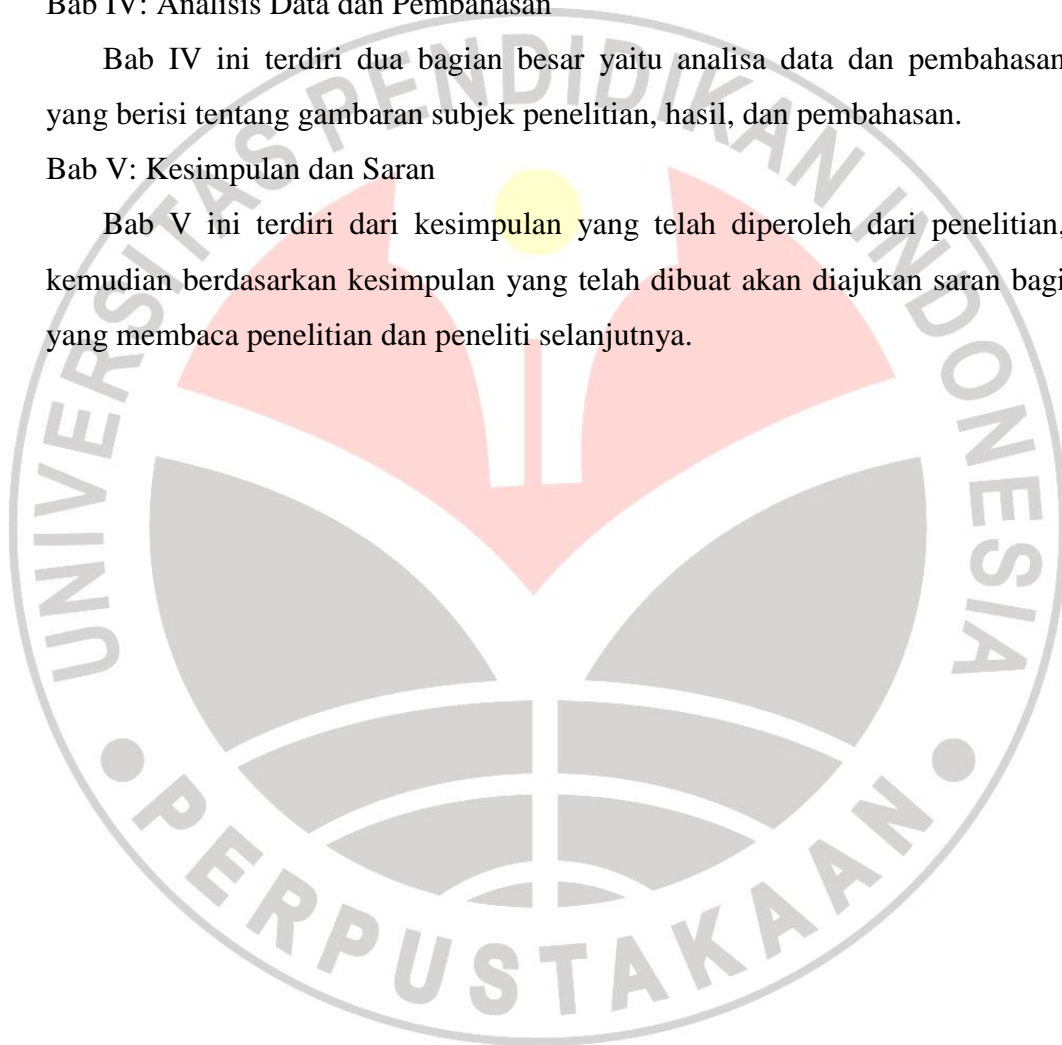 Bab IV: Analisis Data dan Pembahasan
Bab IV ini terdiri dua bagian besar yaitu analisa data dan pembahasan
yang berisi tentang gambaran subjek penelitian, hasil, dan pembahasan.
Bab V: Kesimpulan dan Saran
Bab V ini terdiri dari kesimpulan yang telah diperoleh dari penelitian,
kemudian berdasarkan kesimpulan yang telah dibuat akan diajukan saran bagi
yang membaca penelitian dan peneliti selanjutnya.
UNIVERSITAS PENDIDIKAN INDONESIA
PERPUSTAKAAN